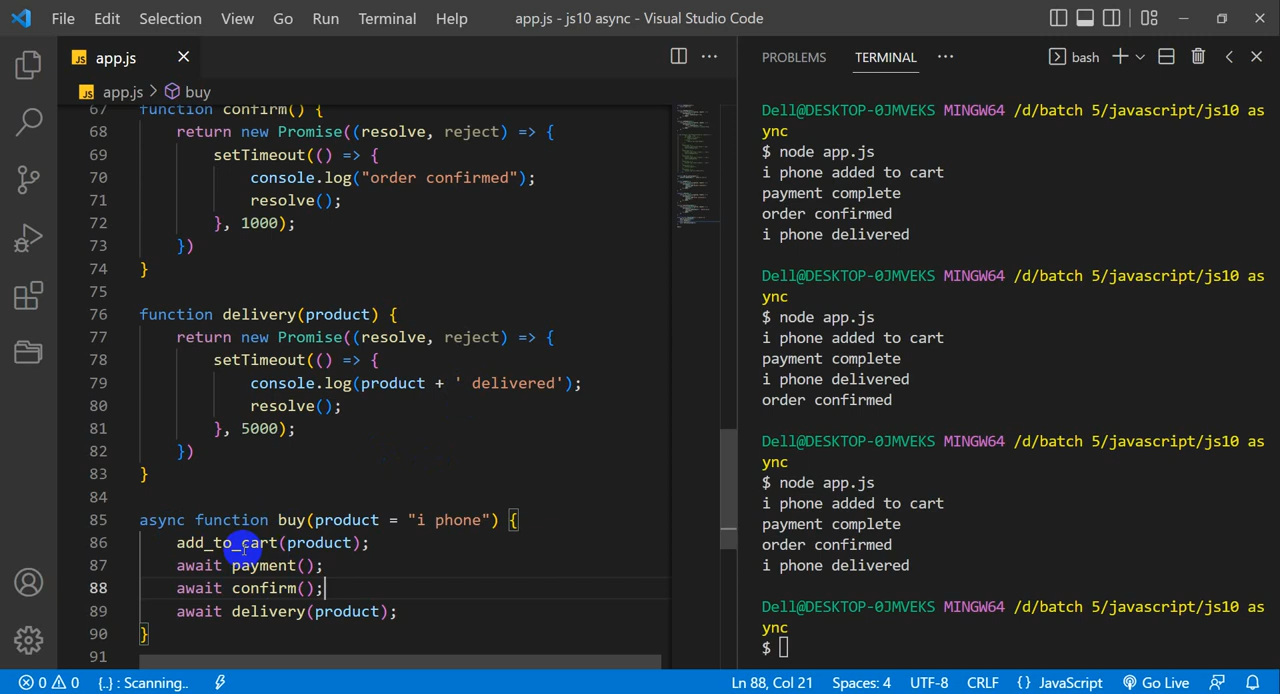 File Edit Selection View Go Run Terminal Help app.js - js10 async - Visual Studio Code
JS app.js
JS app.js > buy
67 function confirm() {
68 return new Promise((resolve, reject) => {
69 setTimeout(() => {
70 console.log("order confirmed");
71 resolve();
72 }, 1000);
73 })
74 }
75
76 function delivery(product) {
77 return new Promise((resolve, reject) => {
78 setTimeout(() => {
79 console.log(product + ' delivered');
80 resolve();
81 }, 5000);
82 })
83 }
84
85 async function buy(product = "i phone") {
86 add_to_cart(product);
87 await payment();
88 await confirm();
89 await delivery(product);
90 }
91
PROBLEMS TERMINAL ··· bash
Dell@DESKTOP-0JMVEKS MINGW64 /d/batch 5/javascript/js10 as
ync
$ node app.js
i phone added to cart
payment complete
order confirmed
i phone delivered
Dell@DESKTOP-0JMVEKS MINGW64 /d/batch 5/javascript/js10 as
ync
$ node app.js
i phone added to cart
payment complete
i phone delivered
order confirmed
Dell@DESKTOP-0JMVEKS MINGW64 /d/batch 5/javascript/js10 as
ync
$ node app.js
i phone added to cart
payment complete
order confirmed
i phone delivered
Dell@DESKTOP-0JMVEKS MINGW64 /d/batch 5/javascript/js10 as
ync
$
0 0 {..} : Scanning.. Ln 88, Col 21 Spaces: 4 UTF-8 CRLF {} JavaScript Go Live